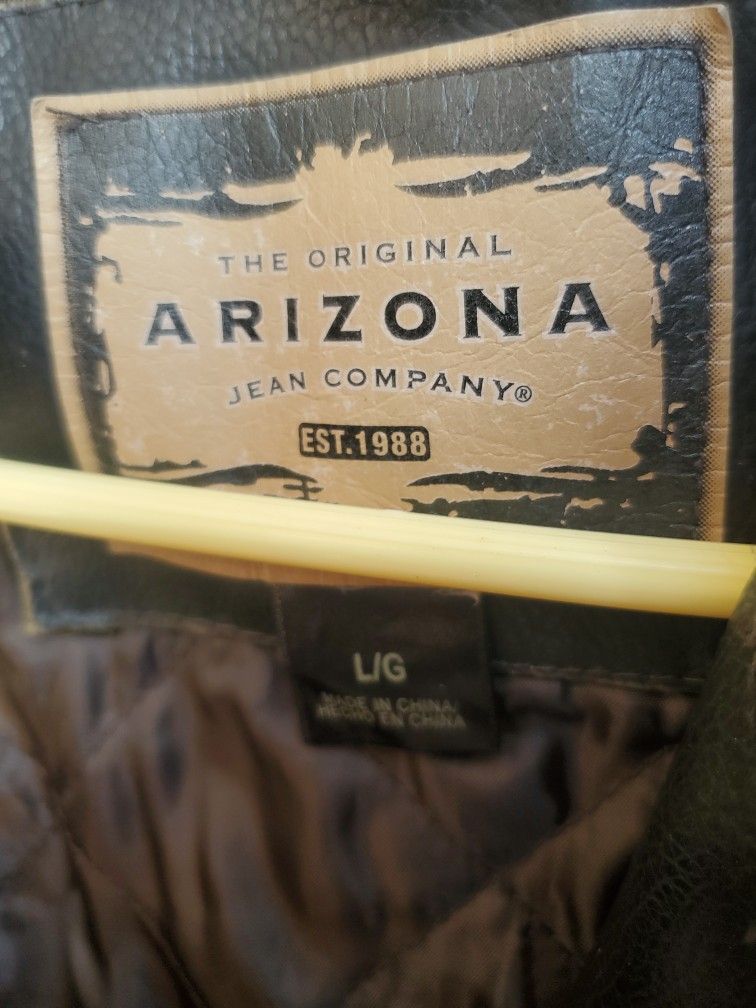 THE ORIGINAL
ARIZONA
JEAN COMPANY®
EST.1988
L/G
MADE IN CHINA/
HECHO EN CHINA